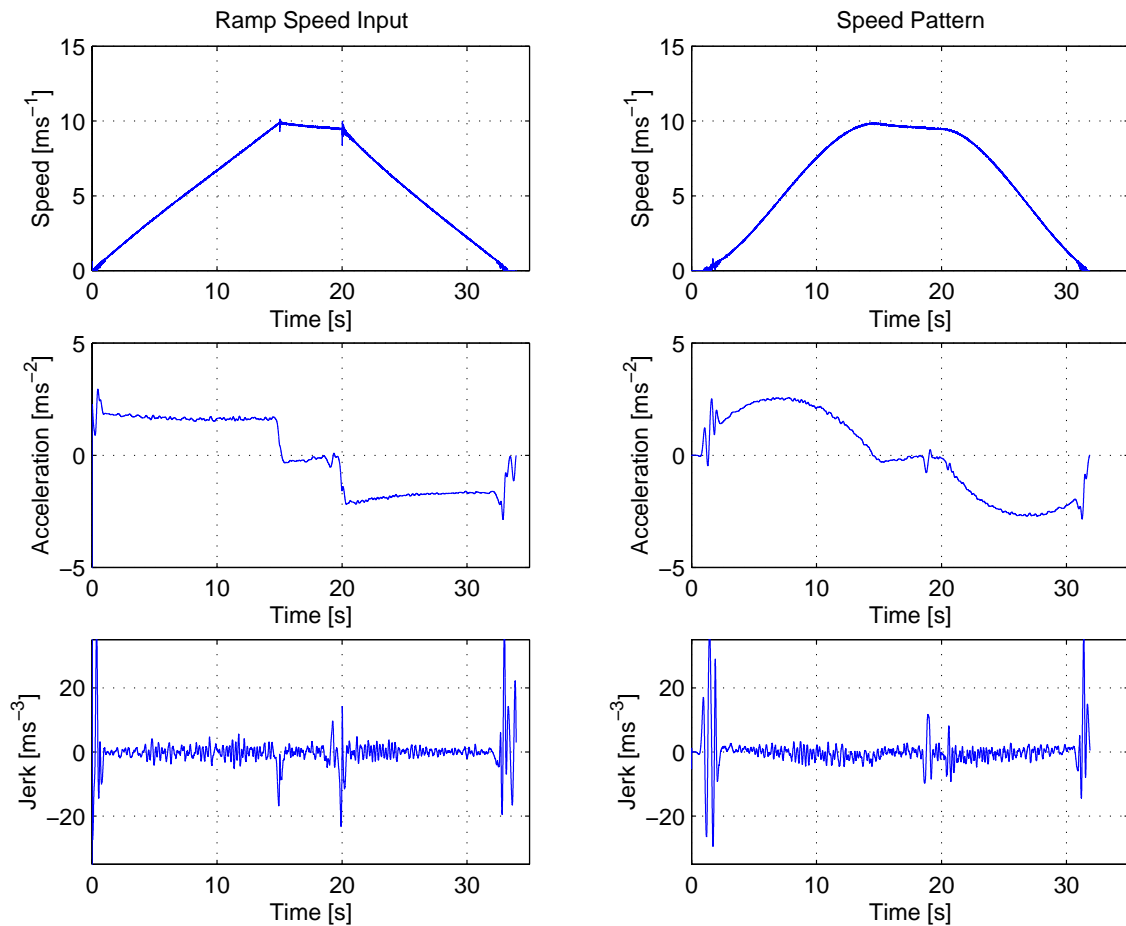 Ramp Speed Input
Speed Pattern
15
10
5
0
Speed [ms⁻¹]
0 10 20 30
Time [s]
15
10
5
0
Speed [ms⁻¹]
0 10 20 30
Time [s]
5
0
−5
Acceleration [ms⁻²]
0 10 20 30
Time [s]
5
0
−5
Acceleration [ms⁻²]
0 10 20 30
Time [s]
20
0
−20
Jerk [ms⁻³]
0 10 20 30
Time [s]
20
0
−20
Jerk [ms⁻³]
0 10 20 30
Time [s]